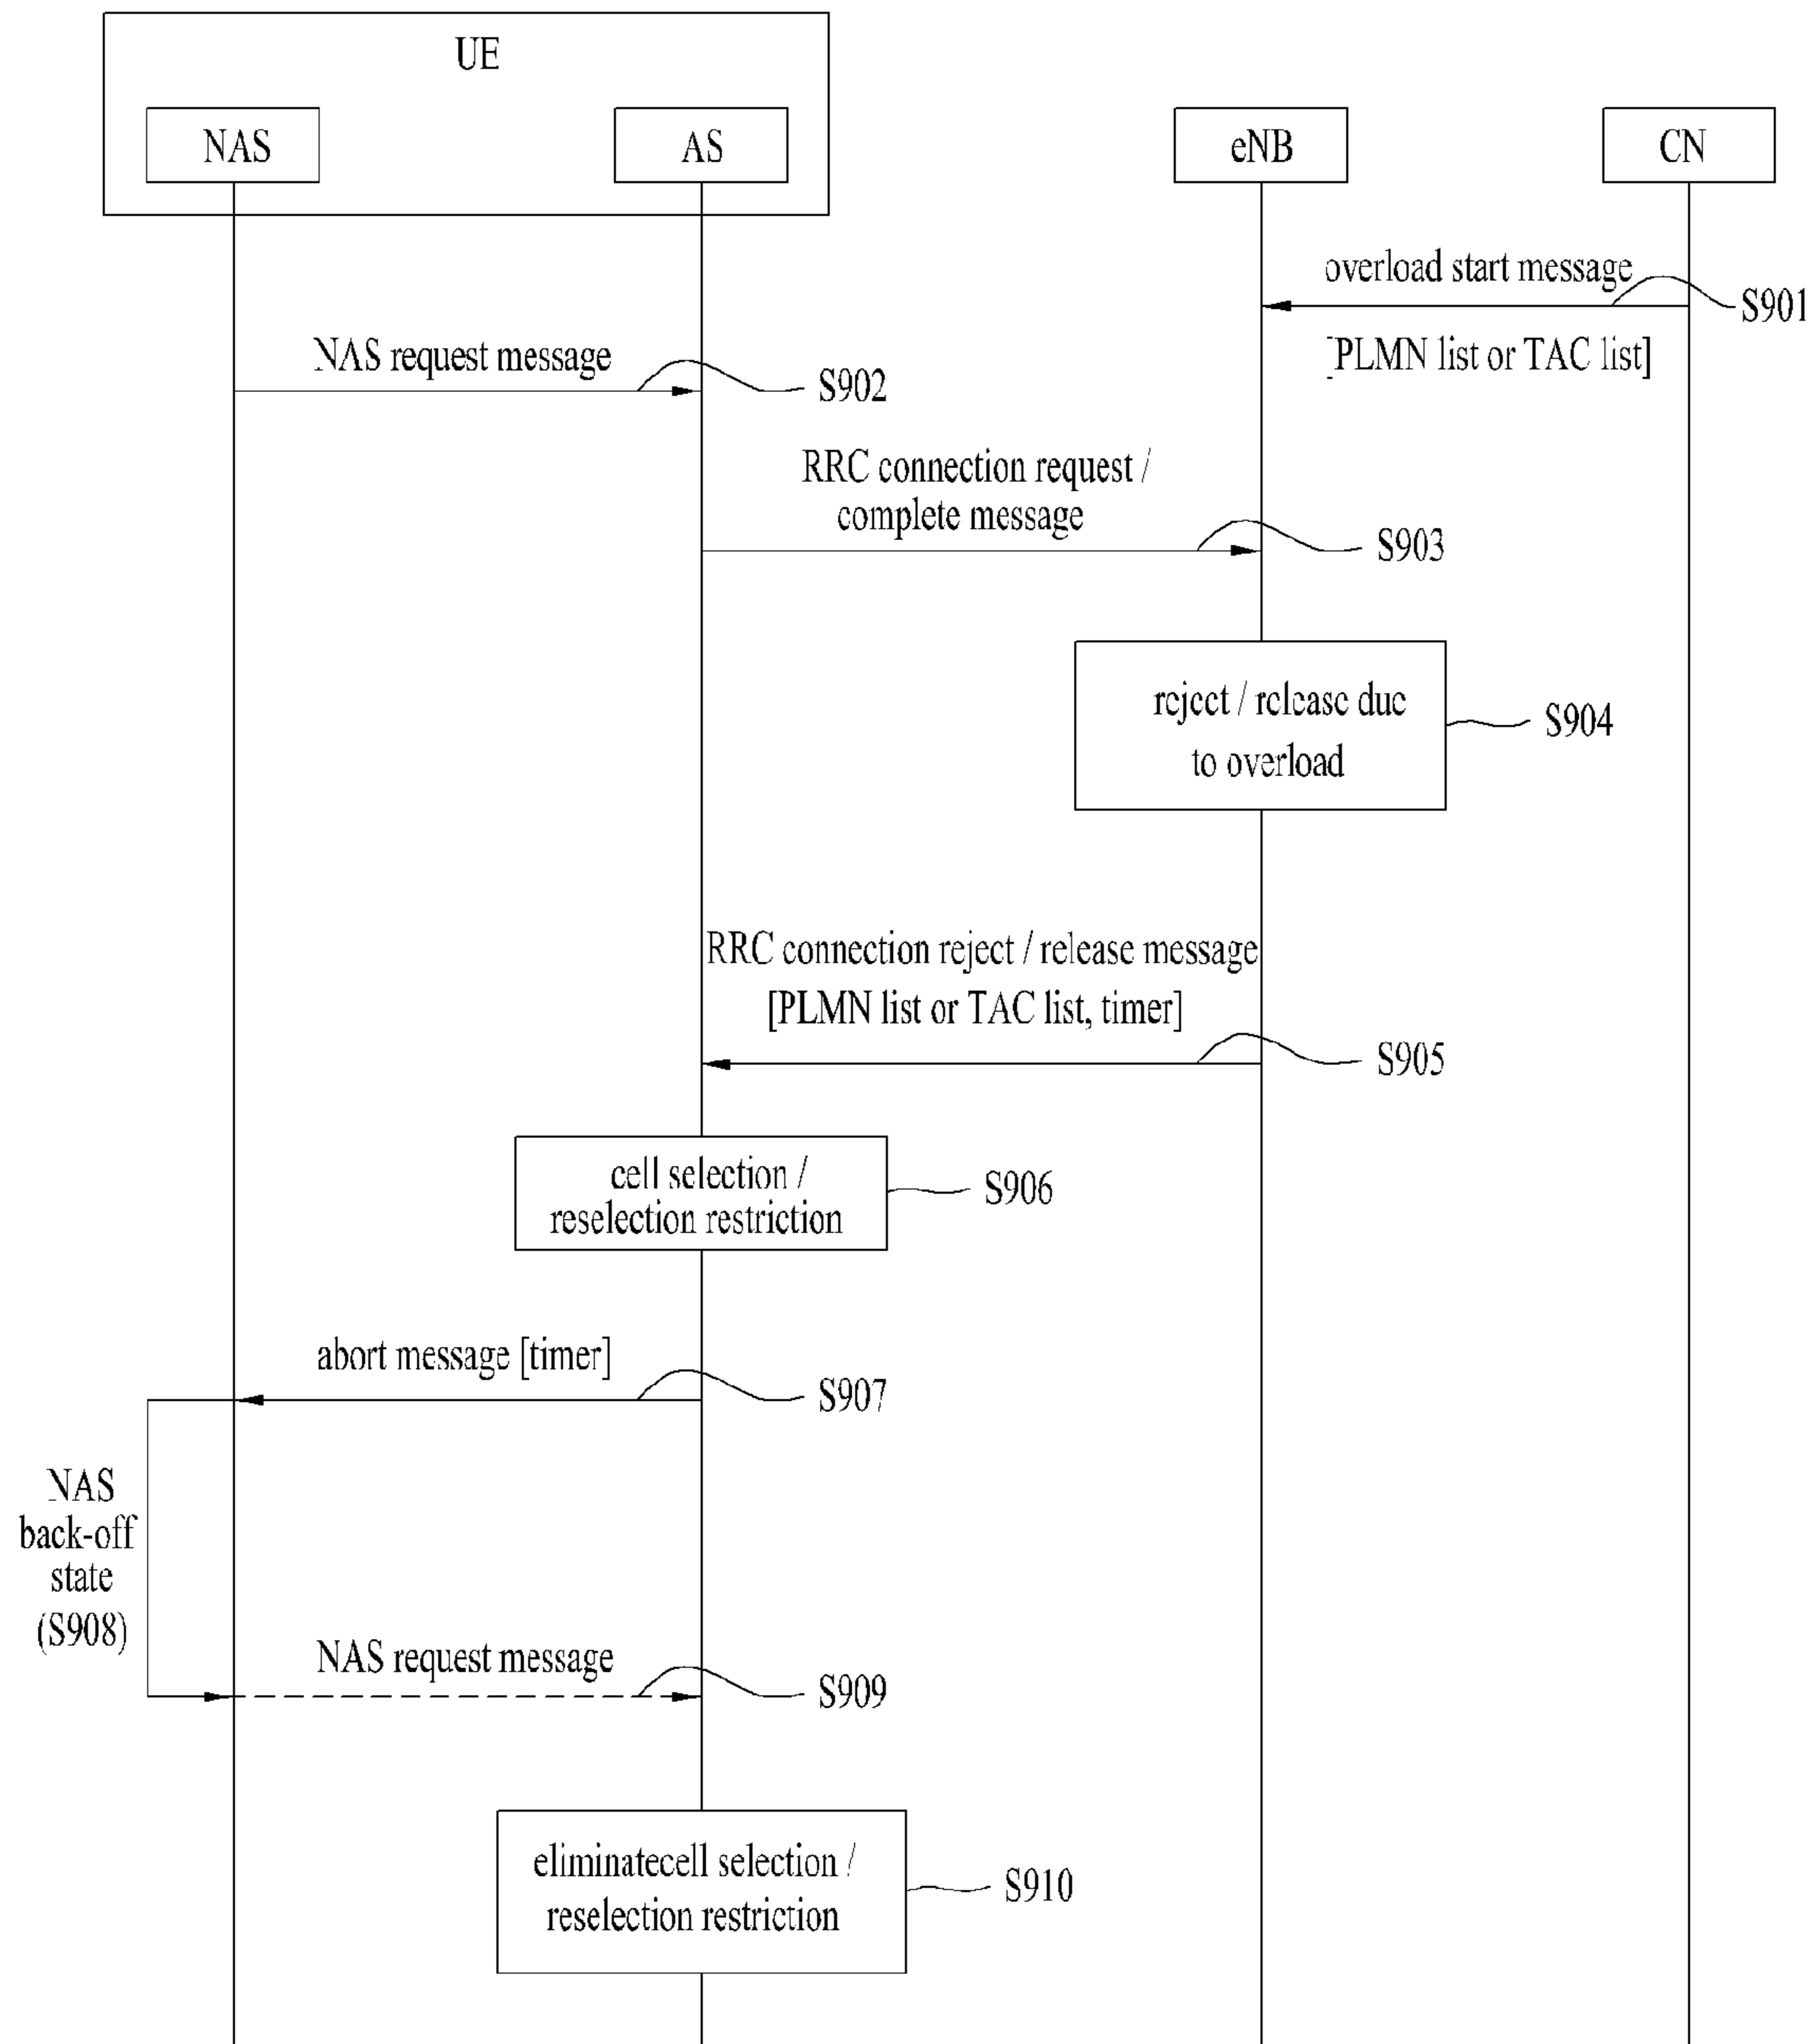 UE
NAS
AS
eNB
CN
overload start message
S901
[PLMN list or TAC list]
NAS request message
S902
RRC connection request /
complete message
S903
reject / release due
to overload
S904
RRC connection reject / release message
[PLMN list or TAC list, timer]
S905
cell selection /
reselection restriction
S906
abort message [timer]
S907
NAS
back-off
state
(S908)
NAS request message
S909
eliminatecell selection /
reselection restriction
S910